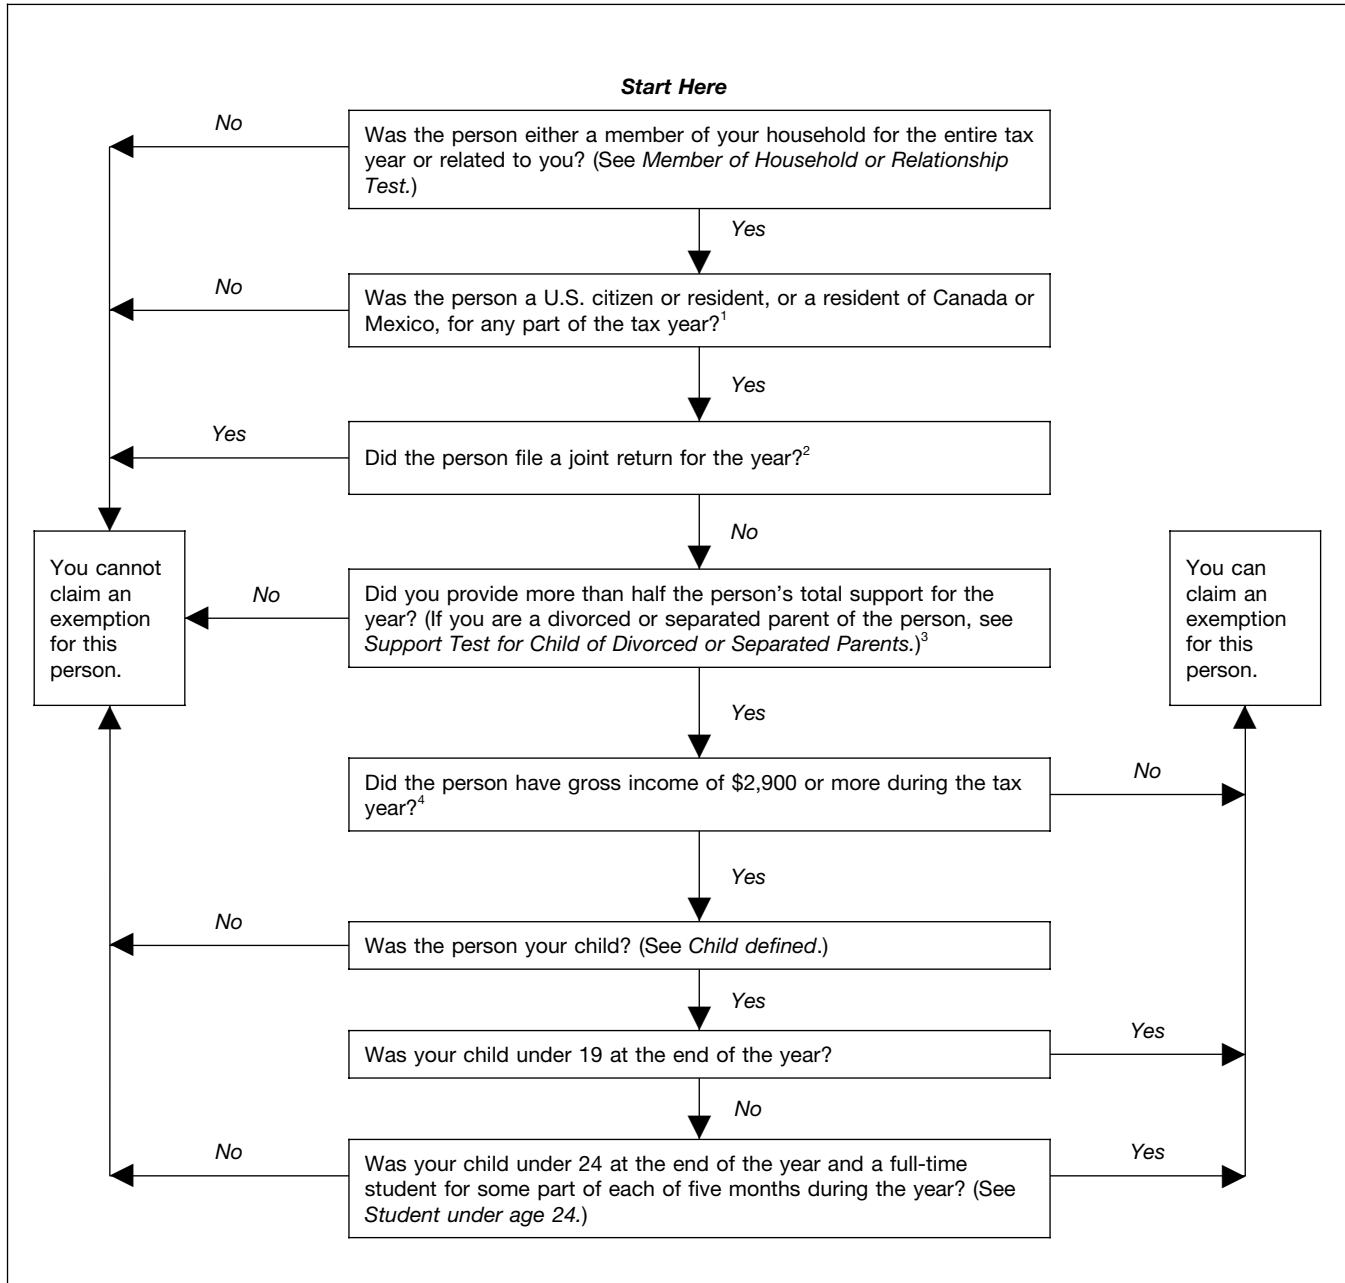 Start Here
No
Was the person either a member of your household for the entire tax
year or related to you? (See Member of Household or Relationship
Test.)
Yes
No
Was the person a U.S. citizen or resident, or a resident of Canada or
Mexico, for any part of the tax year?1
Yes
Yes
Did the person file a joint return for the year?2
No
You cannot
claim an
exemption
for this
person.
No
Did you provide more than half the person's total support for the
year? (If you are a divorced or separated parent of the person, see
Support Test for Child of Divorced or Separated Parents.)3
You can
claim an
exemption
for this
person.
Yes
Did the person have gross income of $2,900 or more during the tax
year?4
No
Yes
No
Was the person your child? (See Child defined.)
Yes
Was your child under 19 at the end of the year?
Yes
No
No
Was your child under 24 at the end of the year and a full-time
student for some part of each of five months during the year? (See
Student under age 24.)
Yes